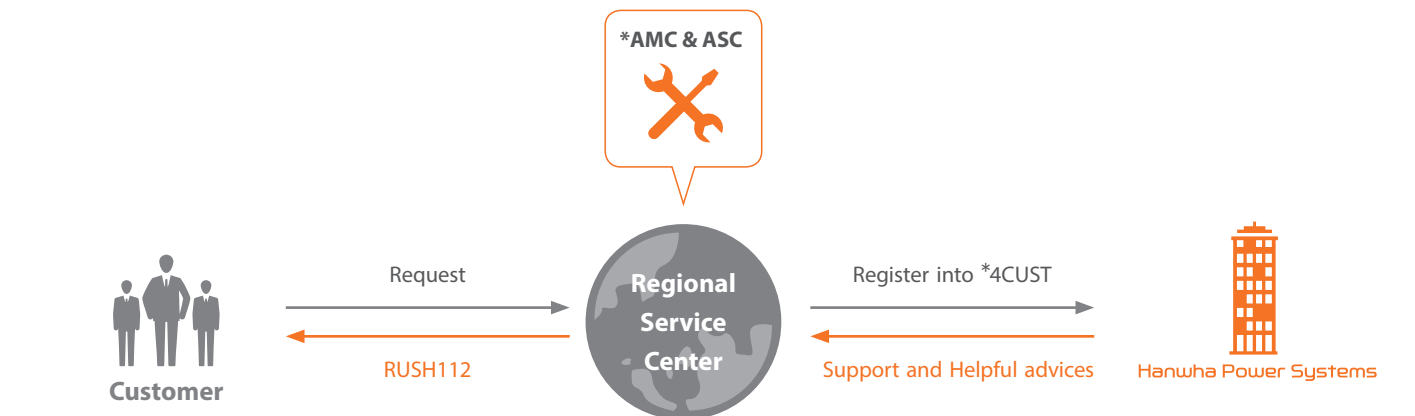 *AMC & ASC
Request
RUSH112
Customer
Regional
Service
Center
Register into *4CUST
Support and Helpful advices
Hanwha Power Systems